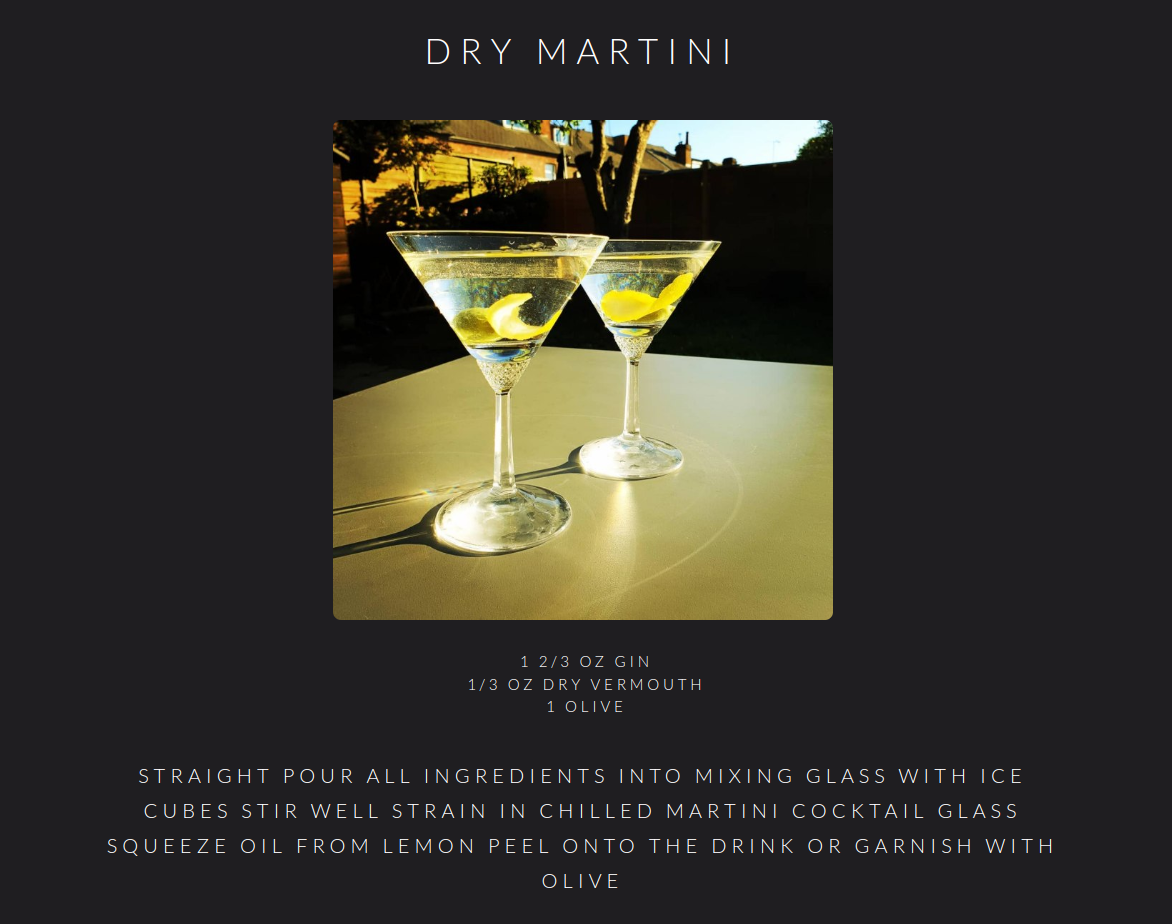 DRY MARTINI
1 2/3 OZ GIN
1/3 OZ DRY VERMOUTH
1 OLIVE
STRAIGHT POUR ALL INGREDIENTS INTO MIXING GLASS WITH ICE
CUBES STIR WELL STRAIN IN CHILLED MARTINI COCKTAIL GLASS
SQUEEZE OIL FROM LEMON PEEL ONTO THE DRINK OR GARNISH WITH
OLIVE